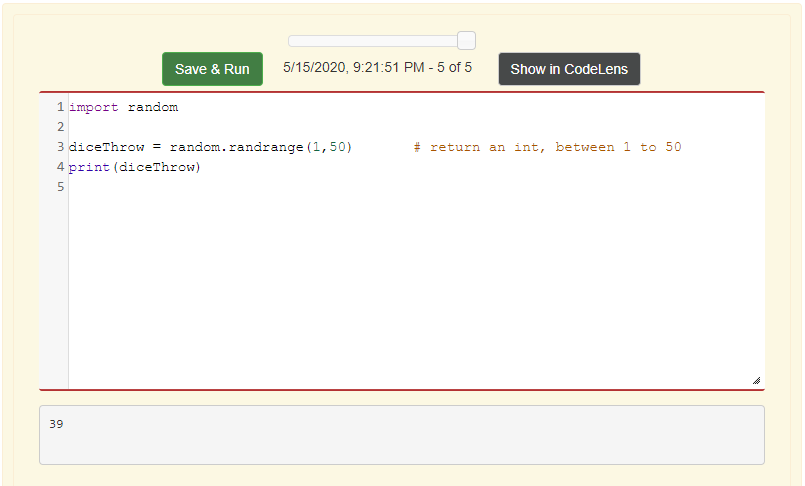 Save & Run 5/15/2020, 9:21:51 PM - 5 of 5 Show in CodeLens
1 import random
2
3 diceThrow = random.randrange(1,50) # return an int, between 1 to 50
4 print(diceThrow)
5
39